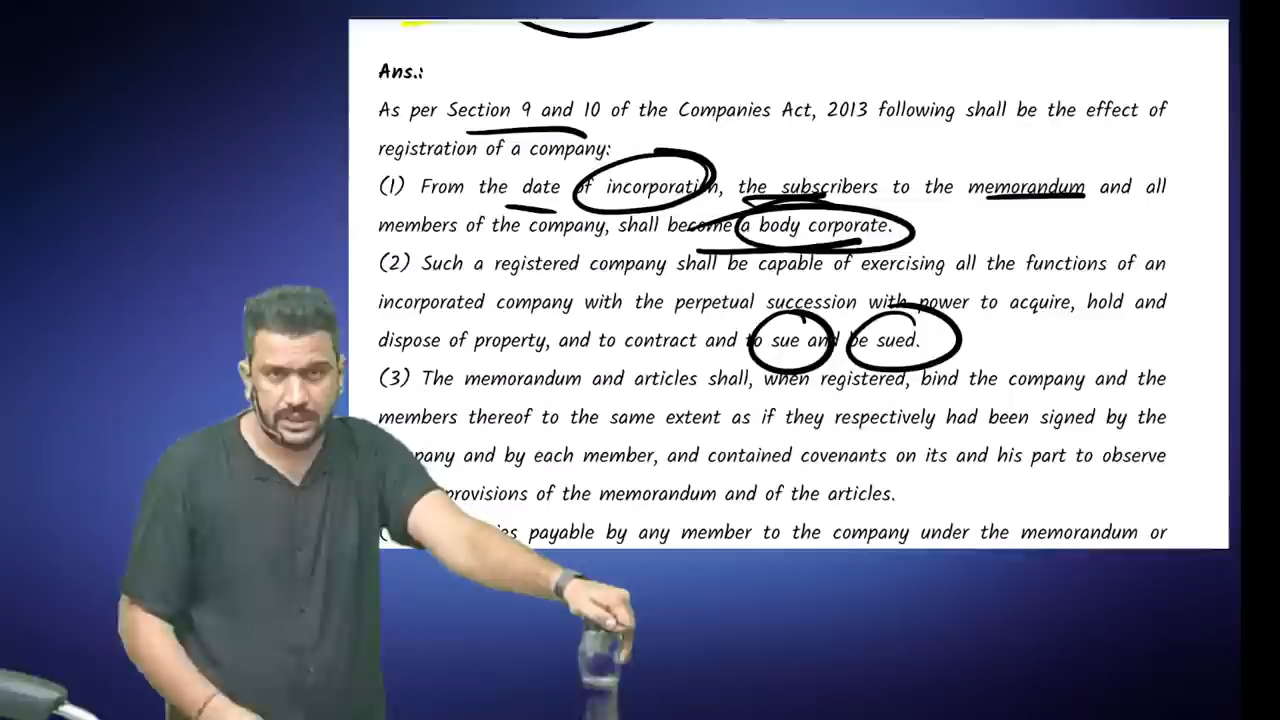 Ans.:
As per Section 9 and 10 of the Companies Act, 2013 following shall be the effect of
registration of a company:
(1) From the date of incorporation, the subscribers to the memorandum and all
members of the company, shall become a body corporate.
(2) Such a registered company shall be capable of exercising all the functions of an
incorporated company with the perpetual succession with power to acquire, hold and
dispose of property, and to contract and to sue and be sued.
(3) The memorandum and articles shall, when registered, bind the company and the
members thereof to the same extent as if they respectively had been signed by the
and by each member, and contained covenants on its and his part to observe
provisions of the memorandum and of the articles.
payable by any member to the company under the memorandum or